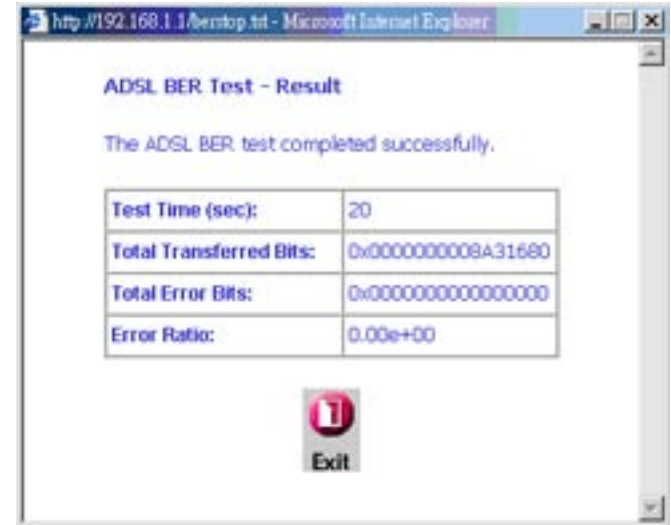 http://192.168.1.1/berstop.tst - Microsoft Internet Explorer
ADSL BER Test - Result
The ADSL BER test completed successfully.
Test Time (sec): 20
Total Transferred Bits: 0x0000000008A31680
Total Error Bits: 0x0000000000000000
Error Ratio: 0.00e+00
Exit